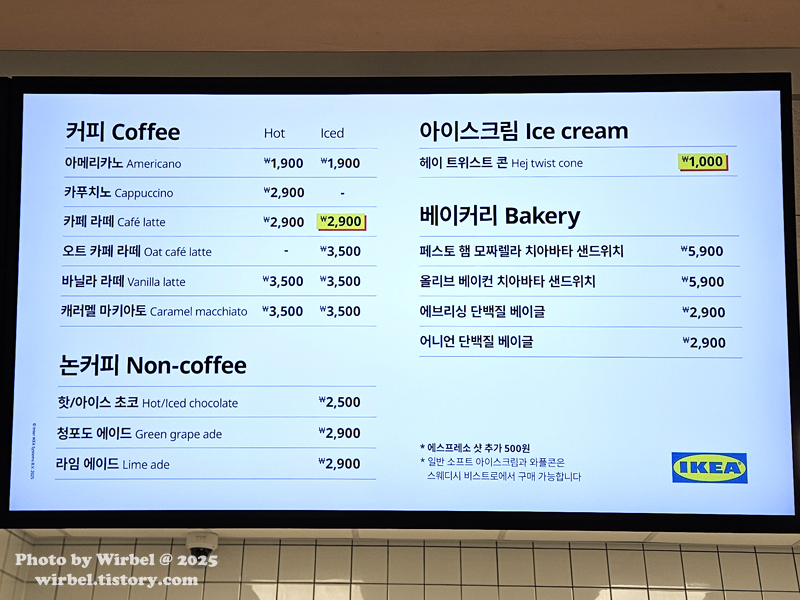 커피 Coffee Hot Iced
아메리카노 Americano ₩1,900 ₩1,900
카푸치노 Cappuccino ₩2,900 -
카페 라떼 Café latte ₩2,900 ₩2,900
오트 카페 라떼 Oat café latte - ₩3,500
바닐라 라떼 Vanilla latte ₩3,500 ₩3,500
캐러멜 마키아토 Caramel macchiato ₩3,500 ₩3,500
논커피 Non-coffee
핫/아이스 초코 Hot/Iced chocolate ₩2,500
청포도 에이드 Green grape ade ₩2,900
라임 에이드 Lime ade ₩2,900
아이스크림 Ice cream
헤이 트위스트 콘 Hej twist cone ₩1,000
베이커리 Bakery
페스토 햄 모짜렐라 치아바타 샌드위치 ₩5,900
올리브 베이컨 치아바타 샌드위치 ₩5,900
에브리싱 단백질 베이글 ₩2,900
어니언 단백질 베이글 ₩2,900
* 에스프레소 샷 추가 500원
* 일반 소프트 아이스크림과 와플콘은
스웨디시 비스트로에서 구매 가능합니다
IKEA
© Inter IKEA Systems B.V. 2025
Photo by Wirbel @ 2025
wirbel.tistory.com